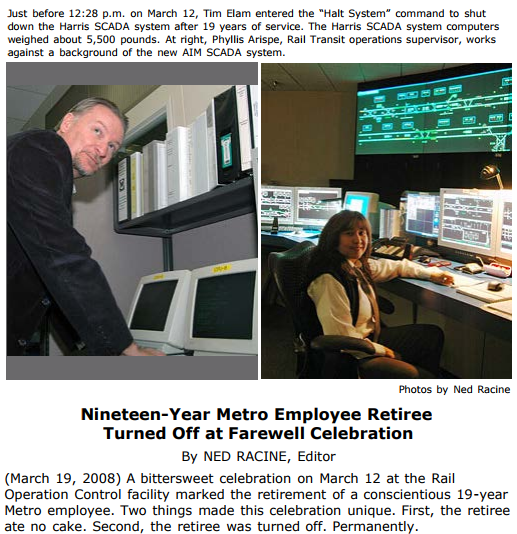 Just before 12:28 p.m. on March 12, Tim Elam entered the “Halt System” command to shut
down the Harris SCADA system after 19 years of service. The Harris SCADA system computers
weighed about 5,500 pounds. At right, Phyllis Arispe, Rail Transit operations supervisor, works
against a background of the new AIM SCADA system.
Photos by Ned Racine
Nineteen-Year Metro Employee Retiree
Turned Off at Farewell Celebration
By NED RACINE, Editor
(March 19, 2008) A bittersweet celebration on March 12 at the Rail
Operation Control facility marked the retirement of a conscientious 19-year
Metro employee. Two things made this celebration unique. First, the retiree
ate no cake. Second, the retiree was turned off. Permanently.